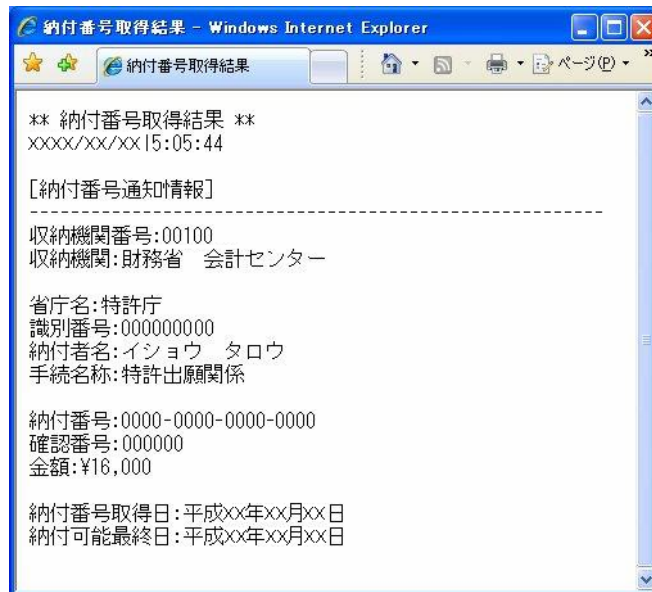 納付番号取得結果 - Windows Internet Explorer
納付番号取得結果
ページ(P)
** 納付番号取得結果 **
XXXX/XX/XX15:05:44
[納付番号通知情報]
--------------------------------------------------------
収納機関番号:00100
収納機関:財務省　会計センター
省庁名:特許庁
識別番号:000000000
納付者名:イショウ　タロウ
手続名称:特許出願関係
納付番号:0000-0000-0000-0000
確認番号:000000
金額:¥16,000
納付番号取得日:平成XX年XX月XX日
納付可能最終日:平成XX年XX月XX日